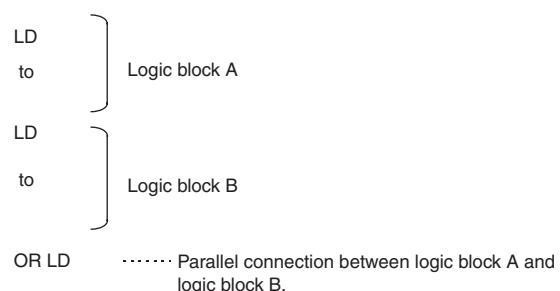 LD
to Logic block A
LD
to
Logic block B
OR LD ······· Parallel connection between logic block A and
logic block B.